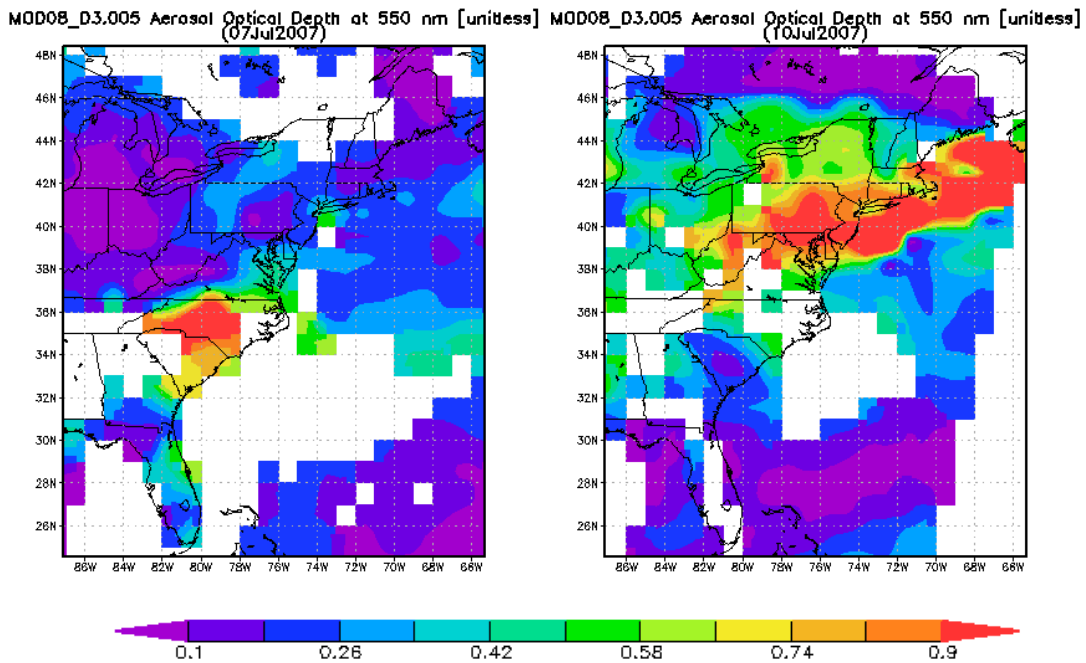 MOD08_D3.005 Aerosol Optical Depth at 550 nm [unitless]
(07Jul2007)
48N
46N
44N
42N
40N
38N
36N
34N
32N
30N
28N
26N
86W 84W 82W 80W 78W 76W 74W 72W 70W 68W 66W
MOD08_D3.005 Aerosol Optical Depth at 550 nm [unitless]
(10Jul2007)
48N
46N
44N
42N
40N
38N
36N
34N
32N
30N
28N
26N
86W 84W 82W 80W 78W 76W 74W 72W 70W 68W 66W
0.1 0.26 0.42 0.58 0.74 0.9